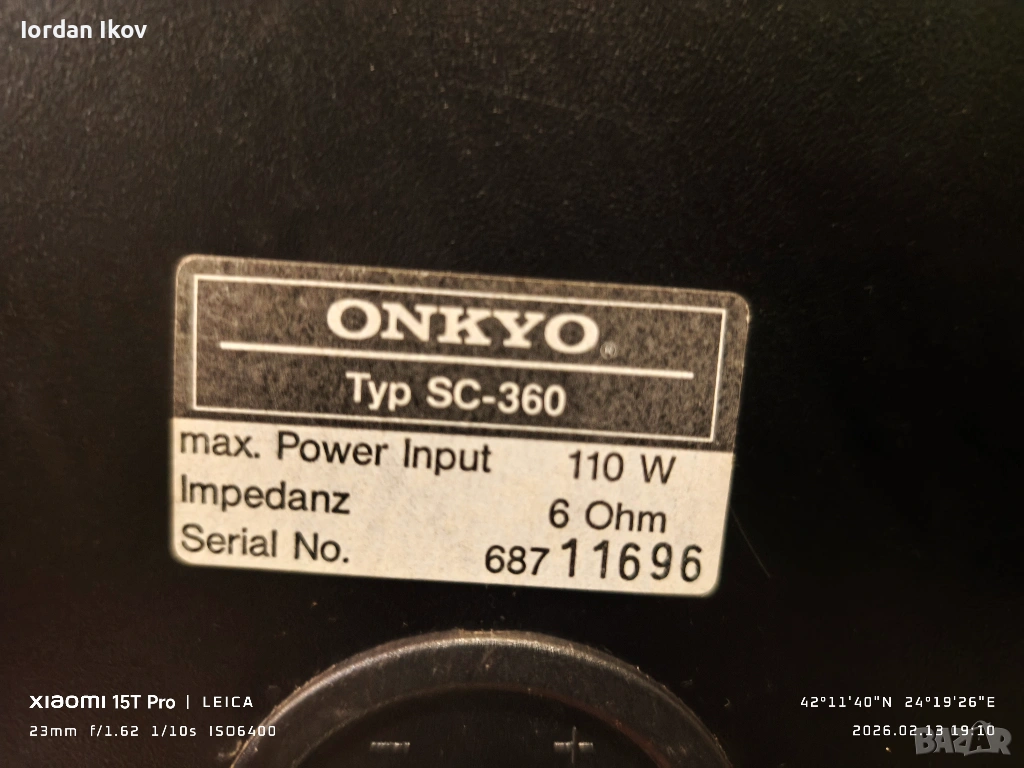 Iordan Ikov
ONKYO®
Typ SC-360
max. Power Input 110 W
Impedanz 6 Ohm
Serial No. 68711696
- +
XIAOMI 15T Pro | LEICA
23mm f/1.62 1/10s ISO6400
42°11'40"N 24°19'26"E
2026.02.13 19:10
BAZAR